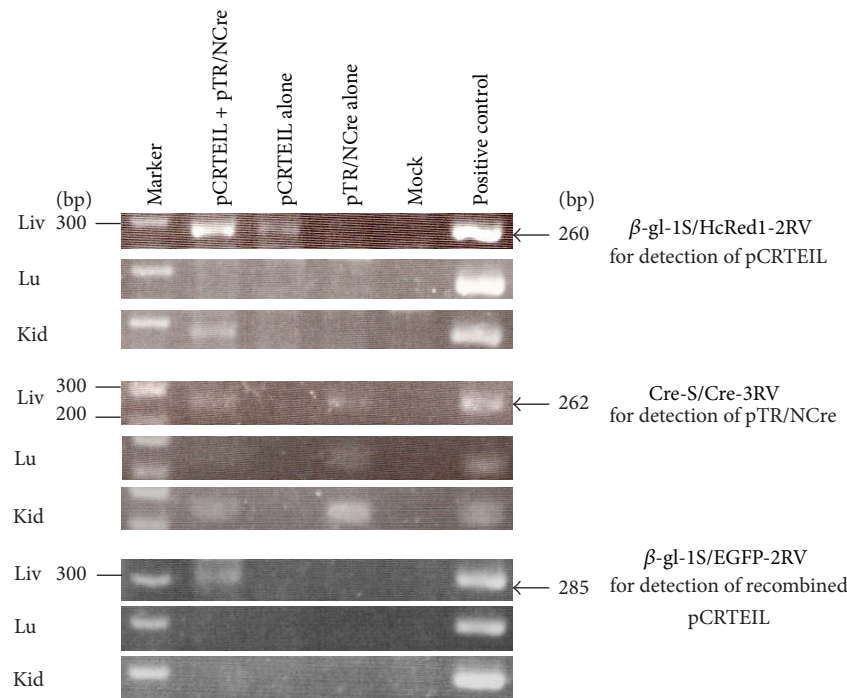 Marker
pCRTEIL + pTR/NCre
pCRTEIL alone
pTR/NCre alone
Mock
Positive control
(bp)
(bp)
Liv 300
260
β-gl-1S/HcRed1-2RV
for detection of pCRTEIL
Lu
Kid
Liv 300
200
262
Cre-S/Cre-3RV
for detection of pTR/NCre
Lu
Kid
Liv 300
285
β-gl-1S/EGFP-2RV
for detection of recombined
pCRTEIL
Lu
Kid